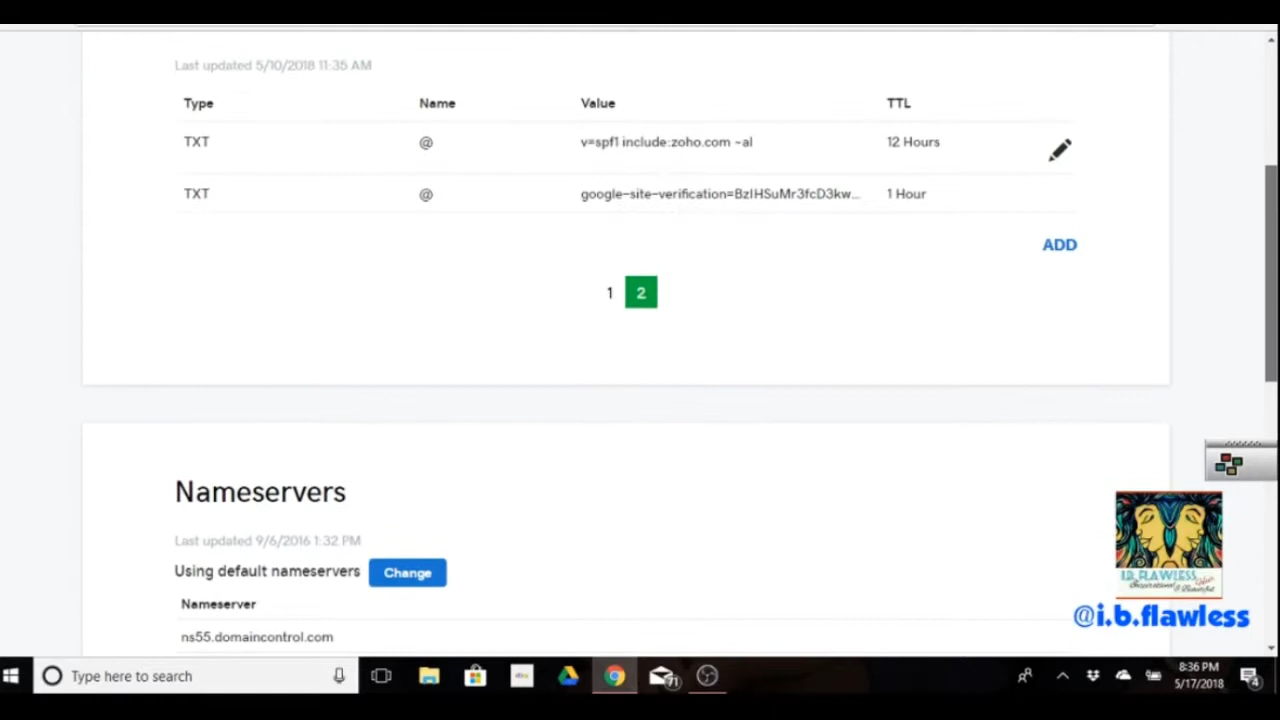 Last updated 5/10/2018 11:35 AM
Type Name Value TTL
TXT @ v=spf1 include:zoho.com ~al 12 Hours
TXT @ google-site-verification=BzIHSuMr3fcD3kw... 1 Hour
ADD
1 2
Nameservers
Last updated 9/6/2016 1:32 PM
Using default nameservers Change
Nameserver
ns55.domaincontrol.com
I.B.FLAWLESS
@i.b.flawless
Type here to search
71
8:36 PM
5/17/2018
4